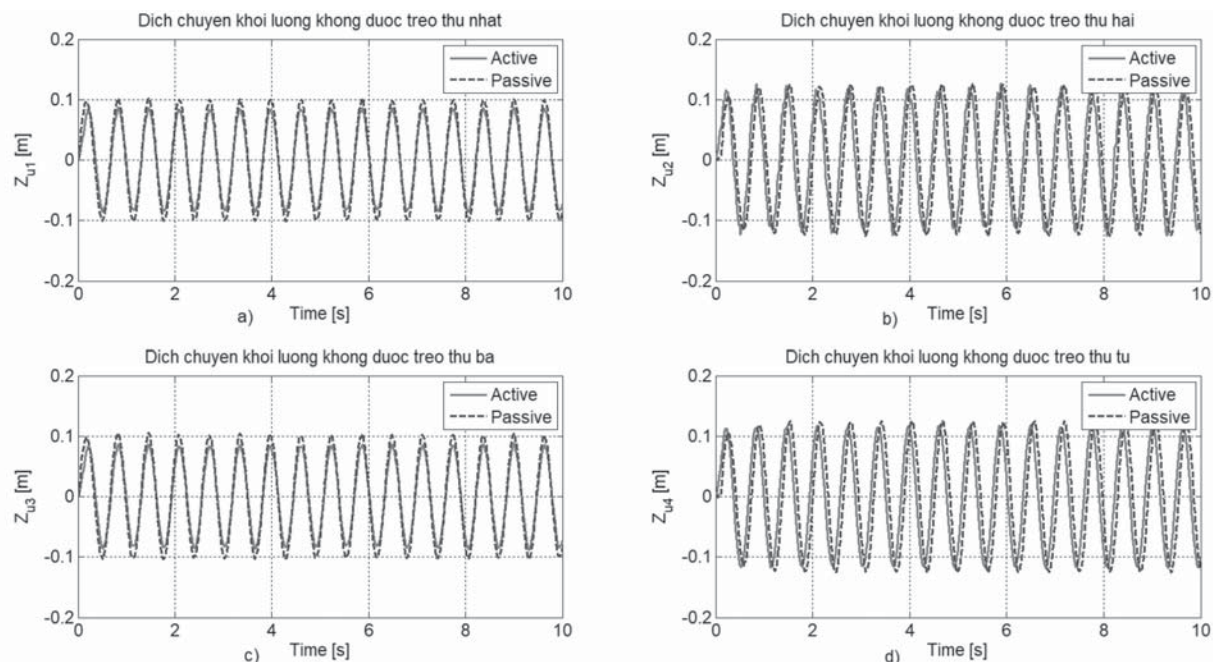 Dich chuyen khoi luong khong duoc treo thu nhat
0.2
0.1
0
-0.1
-0.2
Z_u1 [m]
Active
Passive
0 2 4 6 8 10
Time [s]
a)
Dich chuyen khoi luong khong duoc treo thu hai
0.2
0.1
0
-0.1
-0.2
Z_u2 [m]
Active
Passive
0 2 4 6 8 10
Time [s]
b)
Dich chuyen khoi luong khong duoc treo thu ba
0.2
0.1
0
-0.1
-0.2
Z_u3 [m]
Active
Passive
0 2 4 6 8 10
Time [s]
c)
Dich chuyen khoi luong khong duoc treo thu tu
0.2
0.1
0
-0.1
-0.2
Z_u4 [m]
Active
Passive
0 2 4 6 8 10
Time [s]
d)